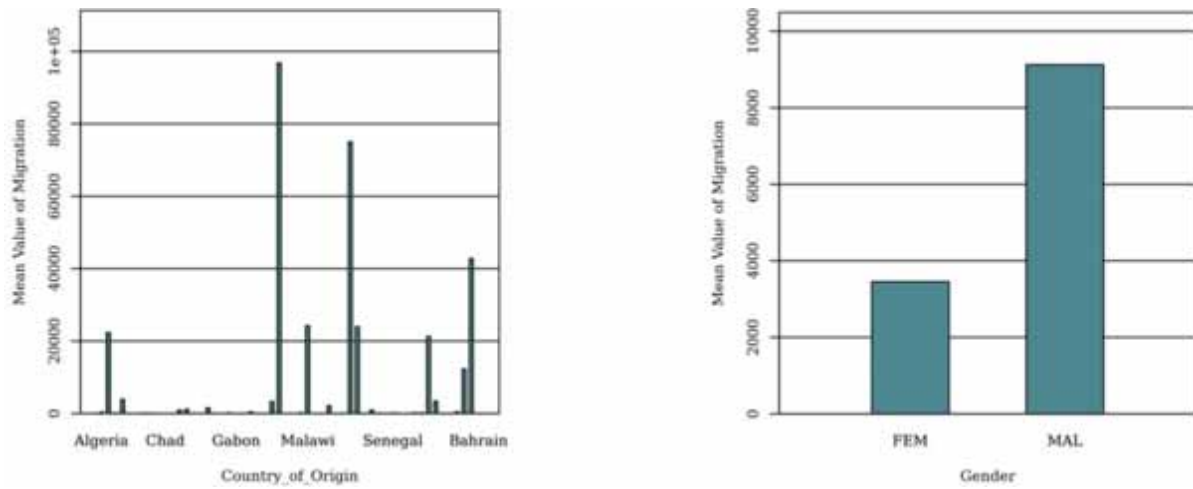 Mean Value of Migration
1e+05
80000
60000
40000
20000
0
Algeria Chad Gabon Malawi Senegal Bahrain
Country_of_Origin
Mean Value of Migration
10000
8000
6000
4000
2000
0
FEM MAL
Gender